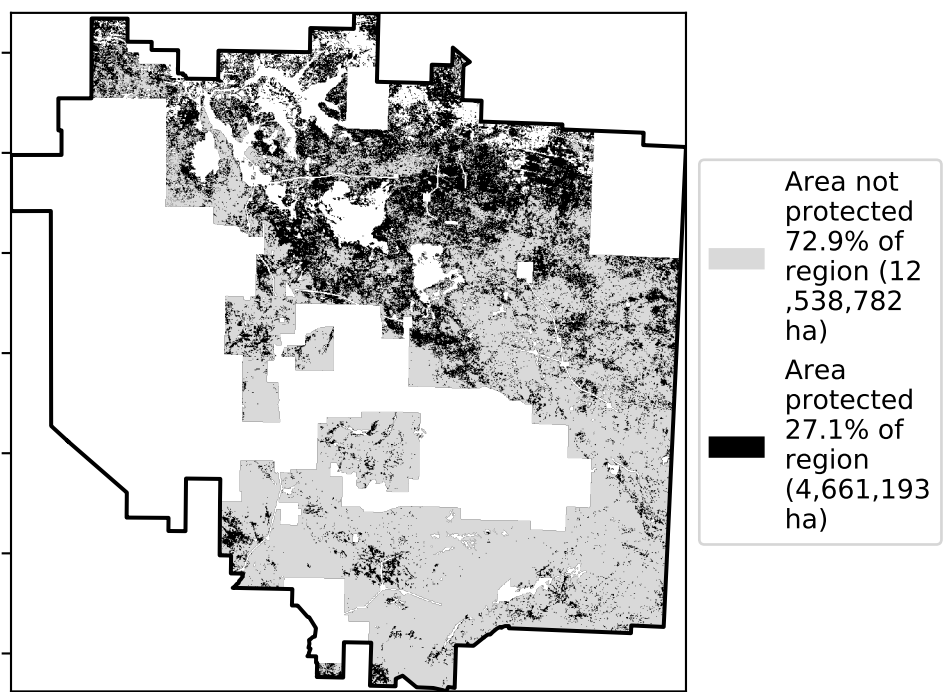 Area not
protected
72.9% of
region (12
,538,782
ha)
Area
protected
27.1% of
region
(4,661,193
ha)